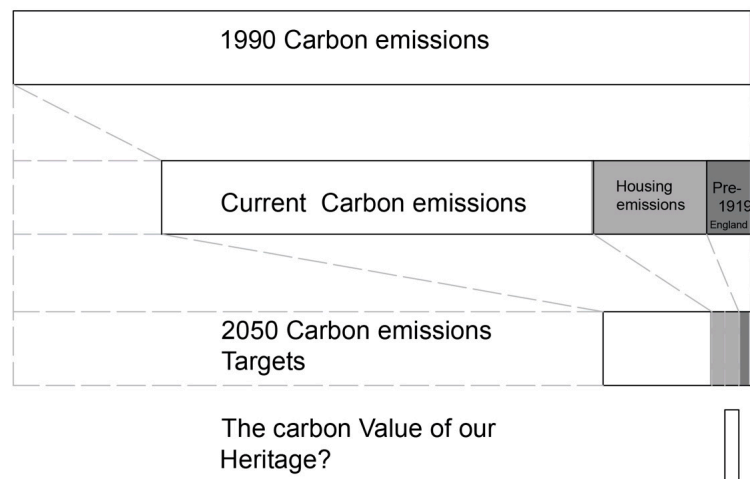 1990 Carbon emissions
Current  Carbon emissions
Housing
emissions
Pre-
1919
England
2050 Carbon emissions
Targets
The carbon Value of our
Heritage?